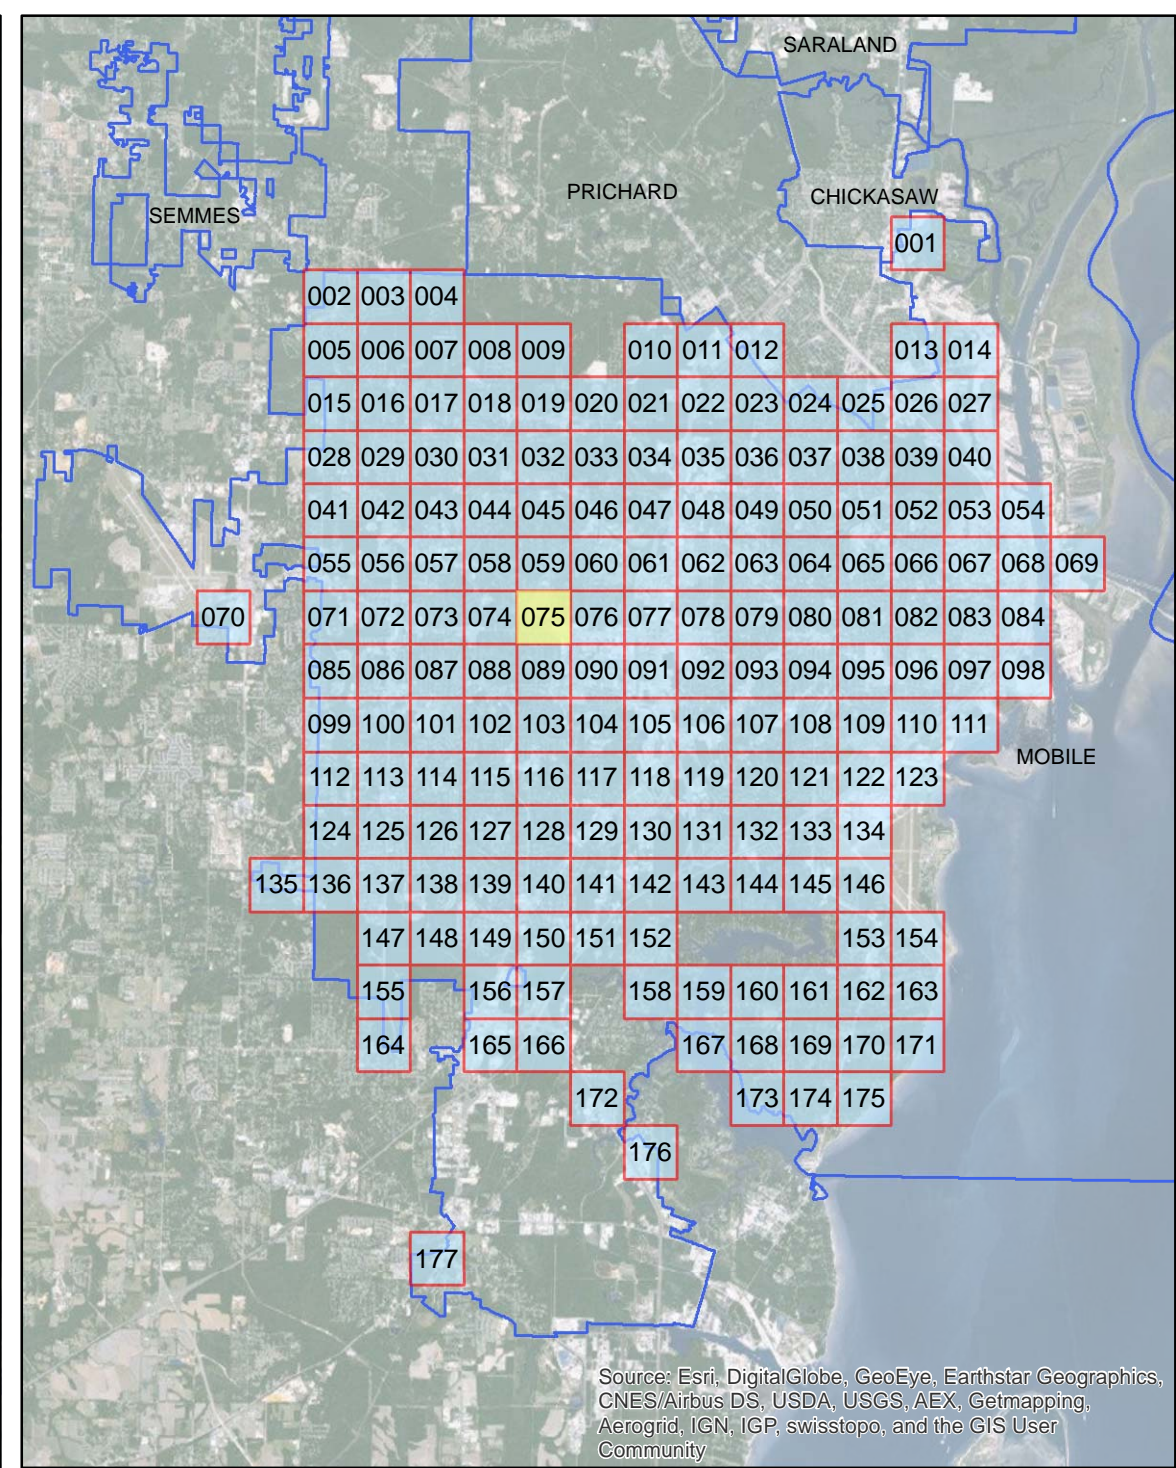 SARALAND
PRICHARD
CHICKASAW
SEMMES
001
002 003 004
005 006 007 008 009 010 011 012 013 014
015 016 017 018 019 020 021 022 023 024 025 026 027
028 029 030 031 032 033 034 035 036 037 038 039 040
041 042 043 044 045 046 047 048 049 050 051 052 053 054
055 056 057 058 059 060 061 062 063 064 065 066 067 068 069
070 071 072 073 074 075 076 077 078 079 080 081 082 083 084
085 086 087 088 089 090 091 092 093 094 095 096 097 098
099 100 101 102 103 104 105 106 107 108 109 110 111
MOBILE
112 113 114 115 116 117 118 119 120 121 122 123
124 125 126 127 128 129 130 131 132 133 134
135 136 137 138 139 140 141 142 143 144 145 146
147 148 149 150 151 152 153 154
155 156 157 158 159 160 161 162 163
164 165 166 167 168 169 170 171
172 173 174 175
176
177
Source: Esri, DigitalGlobe, GeoEye, Earthstar Geographics,
CNES/Airbus DS, USDA, USGS, AEX, Getmapping,
Aerogrid, IGN, IGP, swisstopo, and the GIS User
Community